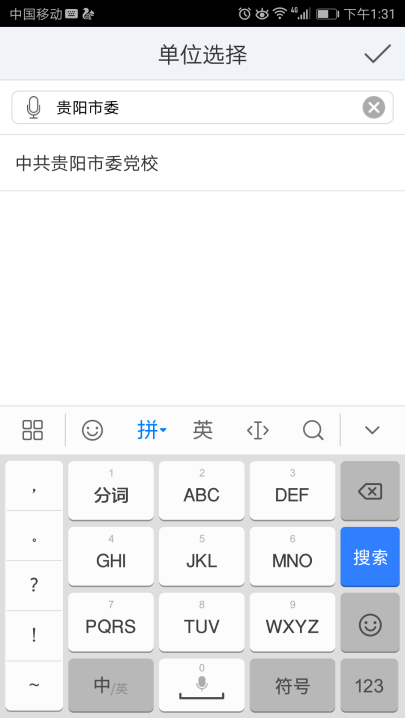 中国移动 4G 下午1:31
单位选择
贵阳市委
中共贵阳市委党校
拼 英
, 1 分词 2 ABC 3 DEF
。 4 GHI 5 JKL 6 MNO 搜索
? 7 PQRS 8 TUV 9 WXYZ
!
~ 中/英 0 符号 123